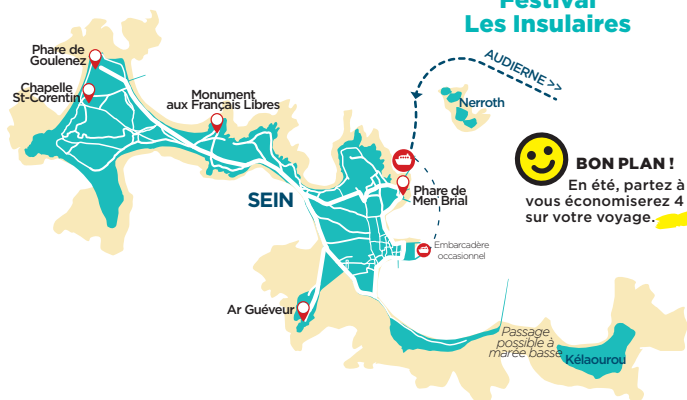 Festival
Les Insulaires
AUDIERNE >>
Phare de
Goulenez
Chapelle
St-Corentin
Monument
aux Français Libres
Nerroth
BON PLAN !
En été, partez à
vous économiserez 4
sur votre voyage.
SEIN
Phare de
Men Brial
Embarcadère
occasionnel
Ar Guéveur
Passage
possible à
marée basse
Kélaourou